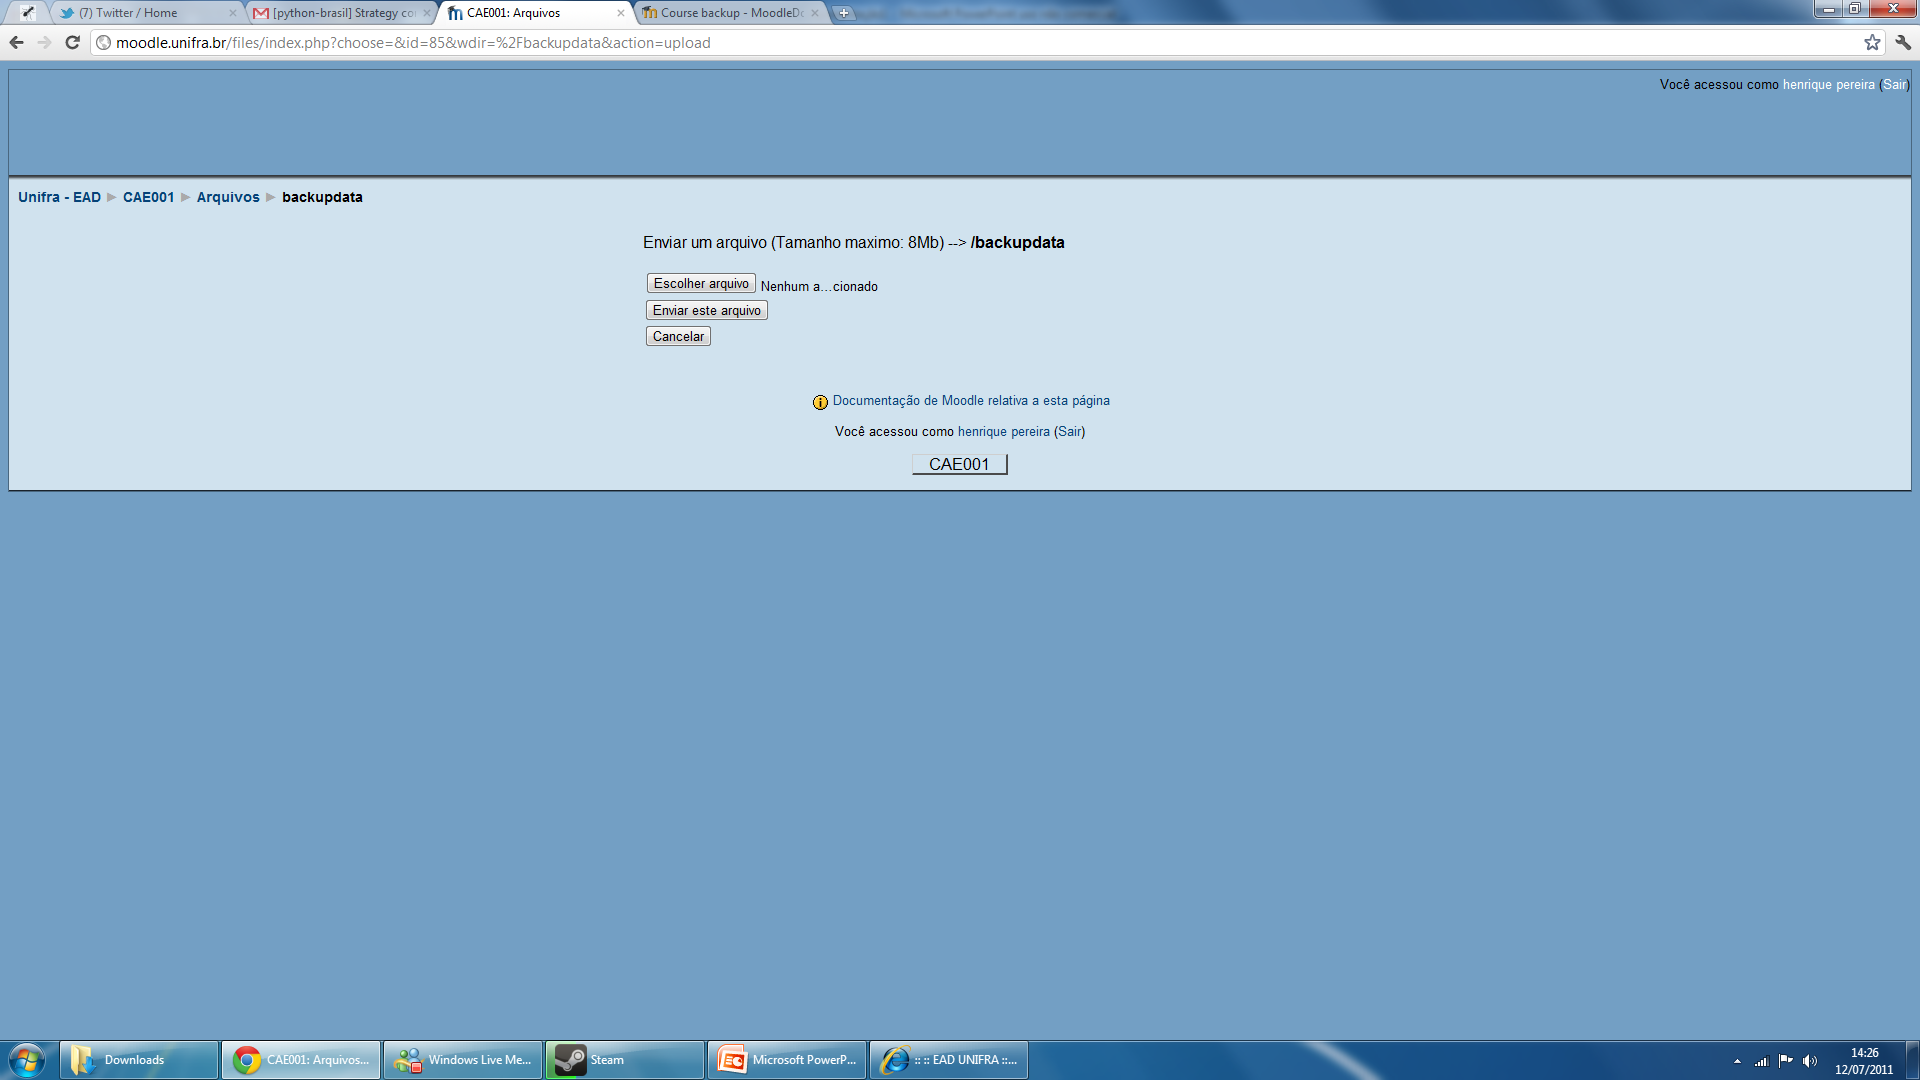 (7) Twitter / Home
[python-brasil] Strategy co
CAE001: Arquivos
Course backup - MoodleDo
moodle.unifra.br/files/index.php?choose=&id=85&wdir=%2Fbackupdata&action=upload
Você acessou como henrique pereira (Sair)
Unifra - EAD ► CAE001 ► Arquivos ► backupdata
Enviar um arquivo (Tamanho maximo: 8Mb) --> /backupdata
Escolher arquivo Nenhum a...cionado
Enviar este arquivo
Cancelar
Documentação de Moodle relativa a esta página
Você acessou como henrique pereira (Sair)
CAE001
Downloads
CAE001: Arquivos...
Windows Live Me...
Steam
Microsoft PowerP...
:: :: EAD UNIFRA ::...
14:26
12/07/2011